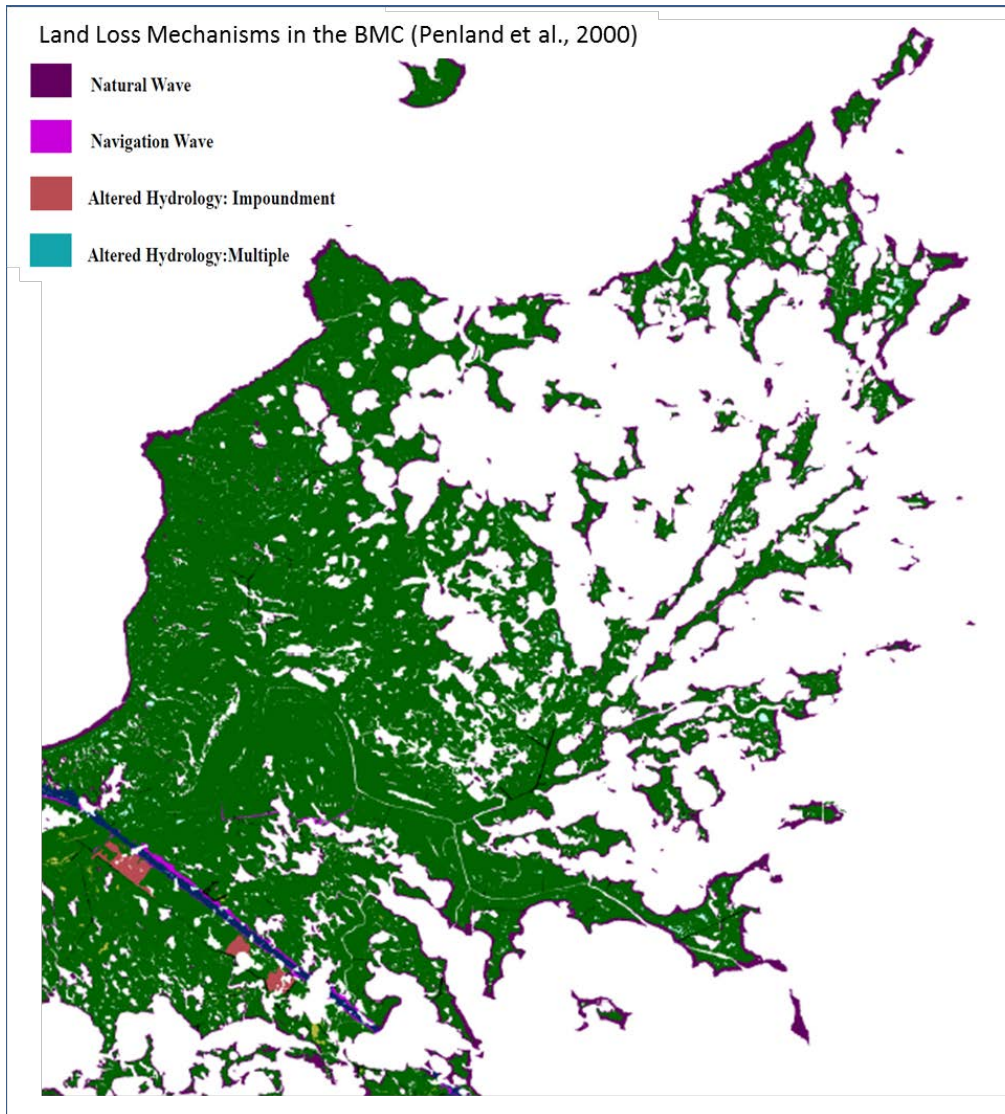 Land Loss Mechanisms in the BMC (Penland et al., 2000)
Natural Wave
Navigation Wave
Altered Hydrology: Impoundment
Altered Hydrology:Multiple